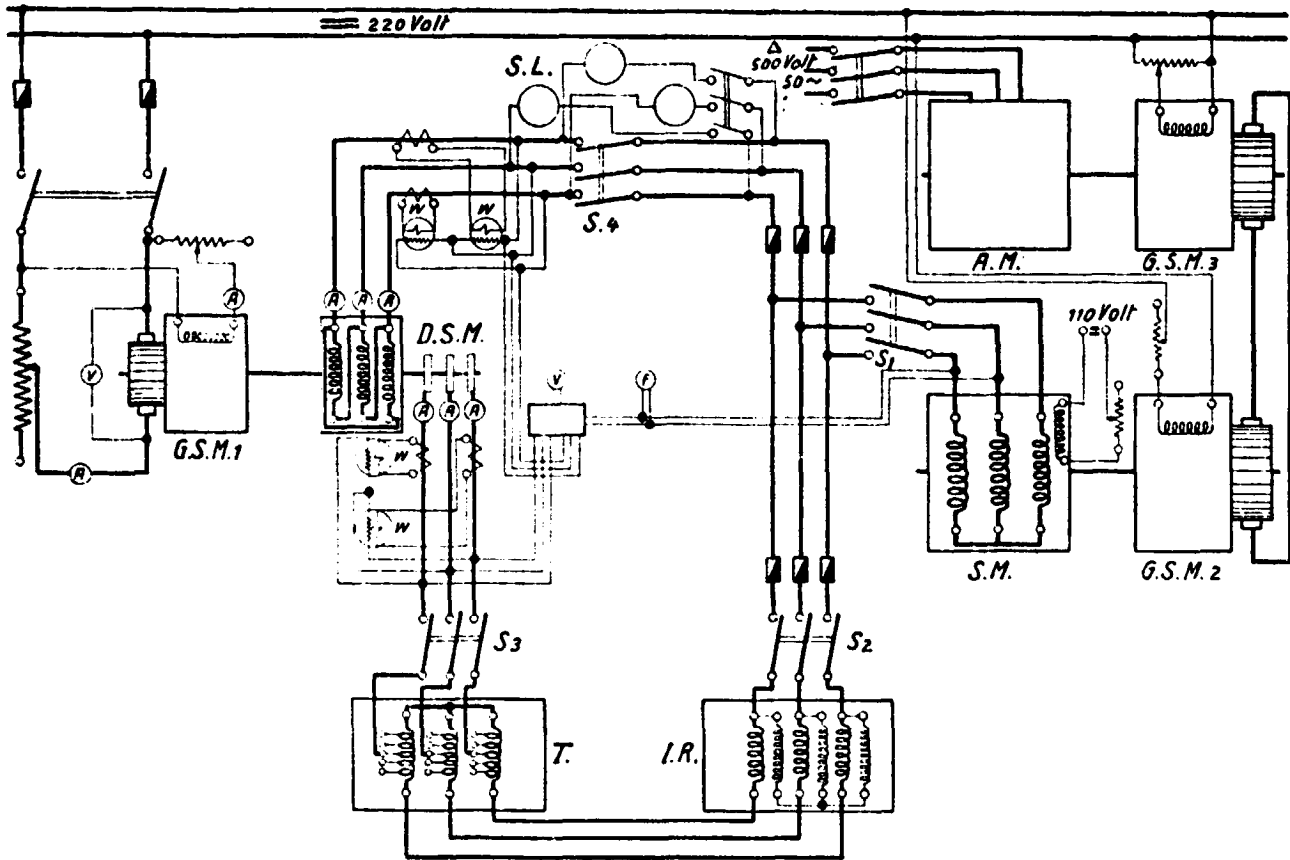 220 Volt
S.L.
Δ
500 Volt
50~
S.4
W
W
A.M.
G.S.M.3
A
A
A
A
D.S.M.
110 Volt
=
S1
V
V
f
A
A
A
G.S.M.1
W
A
W
S.M.
G.S.M.2
S3
S2
T.
I.R.